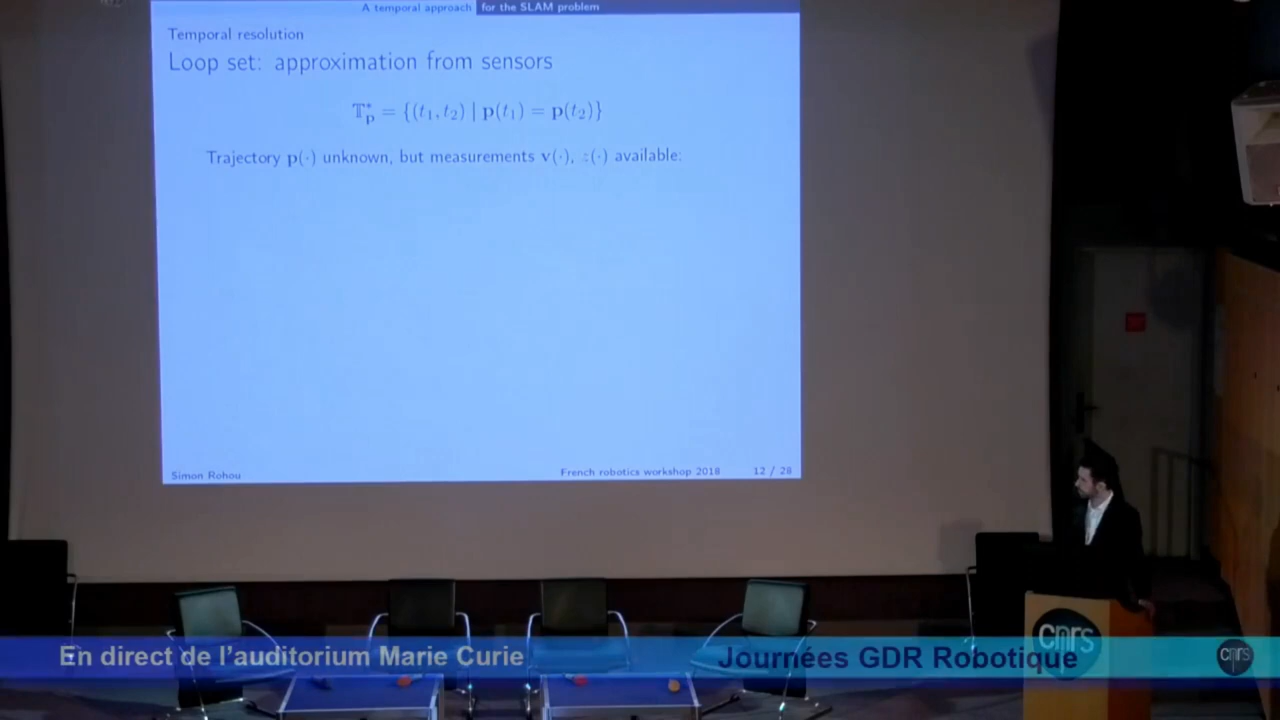 A temporal approach for the SLAM problem
Temporal resolution
Loop set: approximation from sensors
𝕋*ₚ = {(t₁, t₂) | p(t₁) = p(t₂)}
Trajectory p(·) unknown, but measurements v(·), z(·) available:
Simon Rohou
French robotics workshop 2018 12 / 28
cnrs
En direct de l'auditorium Marie Curie
Journées GDR Robotique
cnrs